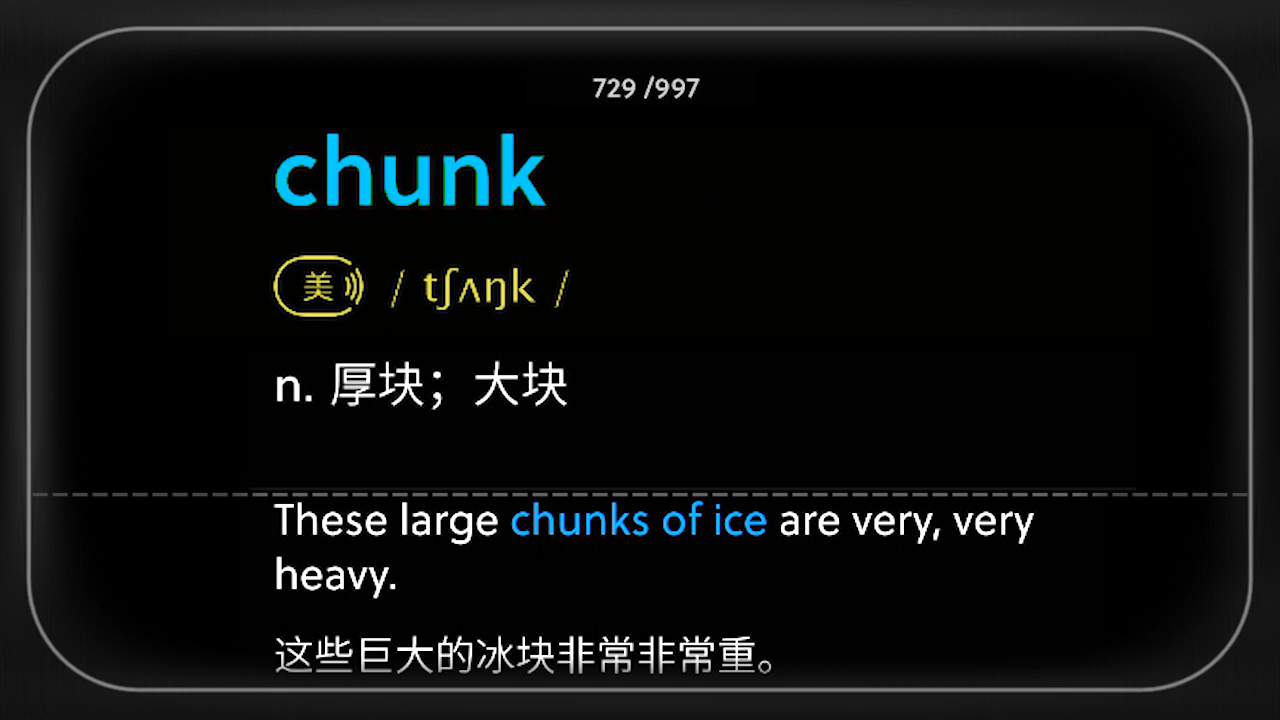 729 /997
chunk
美 / tʃʌŋk /
n. 厚块；大块
These large chunks of ice are very, very
heavy.
这些巨大的冰块非常非常重。